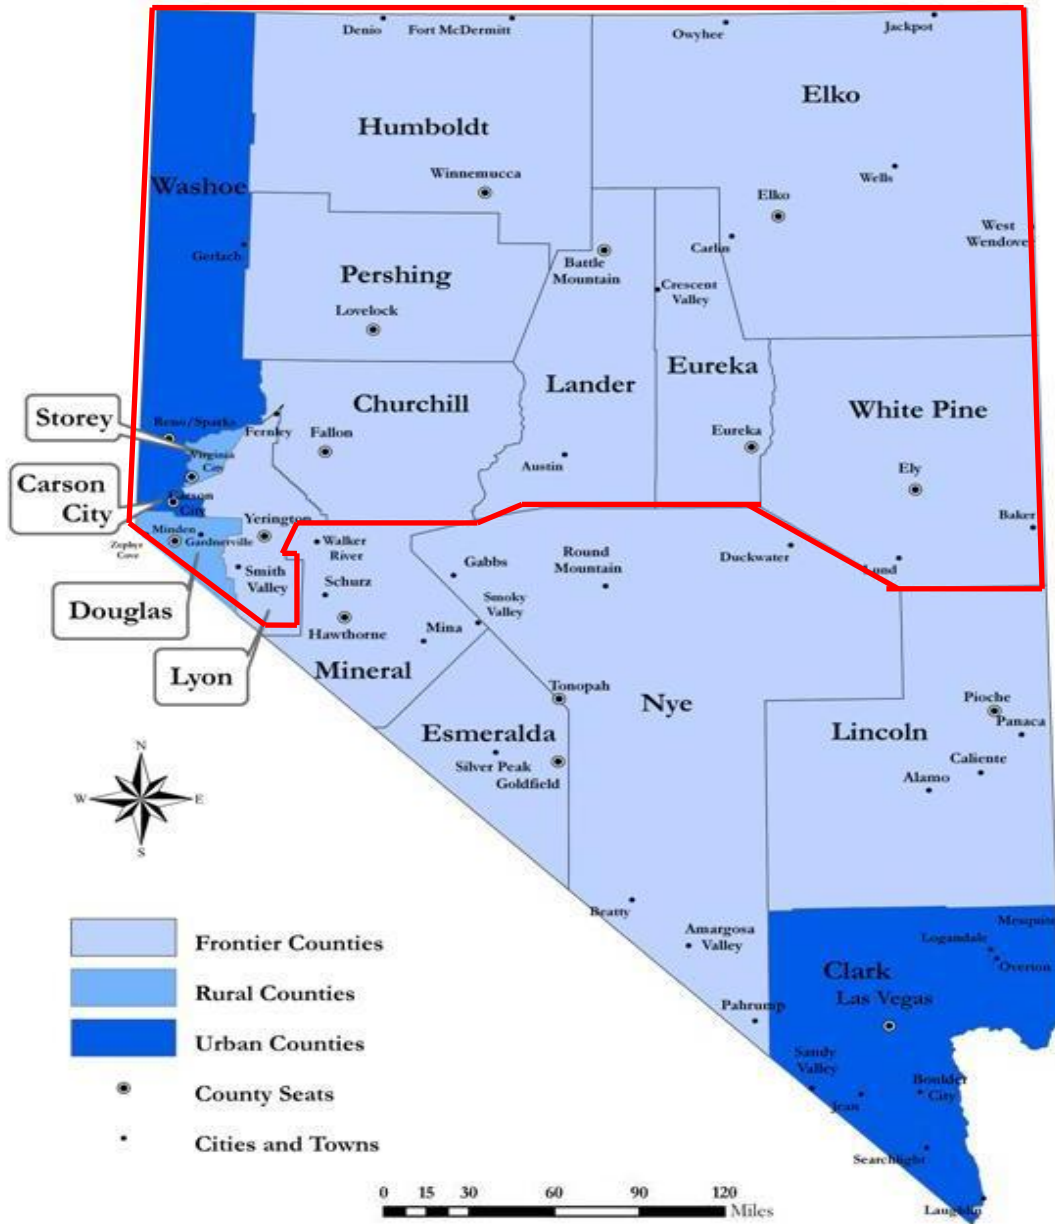 Denio
Fort McDermitt
Owyhee
Jackpot
Elko
Humboldt
Winnemucca
Washoe
Wells
Elko
West
Wendover
Carlin
Gerlach
Battle
Mountain
Crescent
Valley
Pershing
Lovelock
Eureka
Lander
Churchill
White Pine
Storey
Reno/Sparks
Fernley
Fallon
Eureka
Virginia
City
Austin
Ely
Carson
City
Carson
City
Yerington
Baker
Minden
Gardnerville
Zephyr
Cove
Walker
River
Duckwater
Round
Mountain
Gabbs
Lund
Smith
Valley
Schurz
Smoky
Valley
Douglas
Hawthorne
Mina
Lyon
Mineral
Tonopah
Nye
Pioche
Panaca
Esmeralda
Lincoln
Silver Peak
Goldfield
Caliente
Alamo
N
W
E
S
Beatty
Amargosa
Valley
Mesquite
Logandale
Overton
Frontier Counties
Clark
Las Vegas
Rural Counties
Pahrump
Urban Counties
Sandy
Valley
Jean
Boulder
City
County Seats
Cities and Towns
Searchlight
0 15 30 60 90 120
Miles
Laughlin